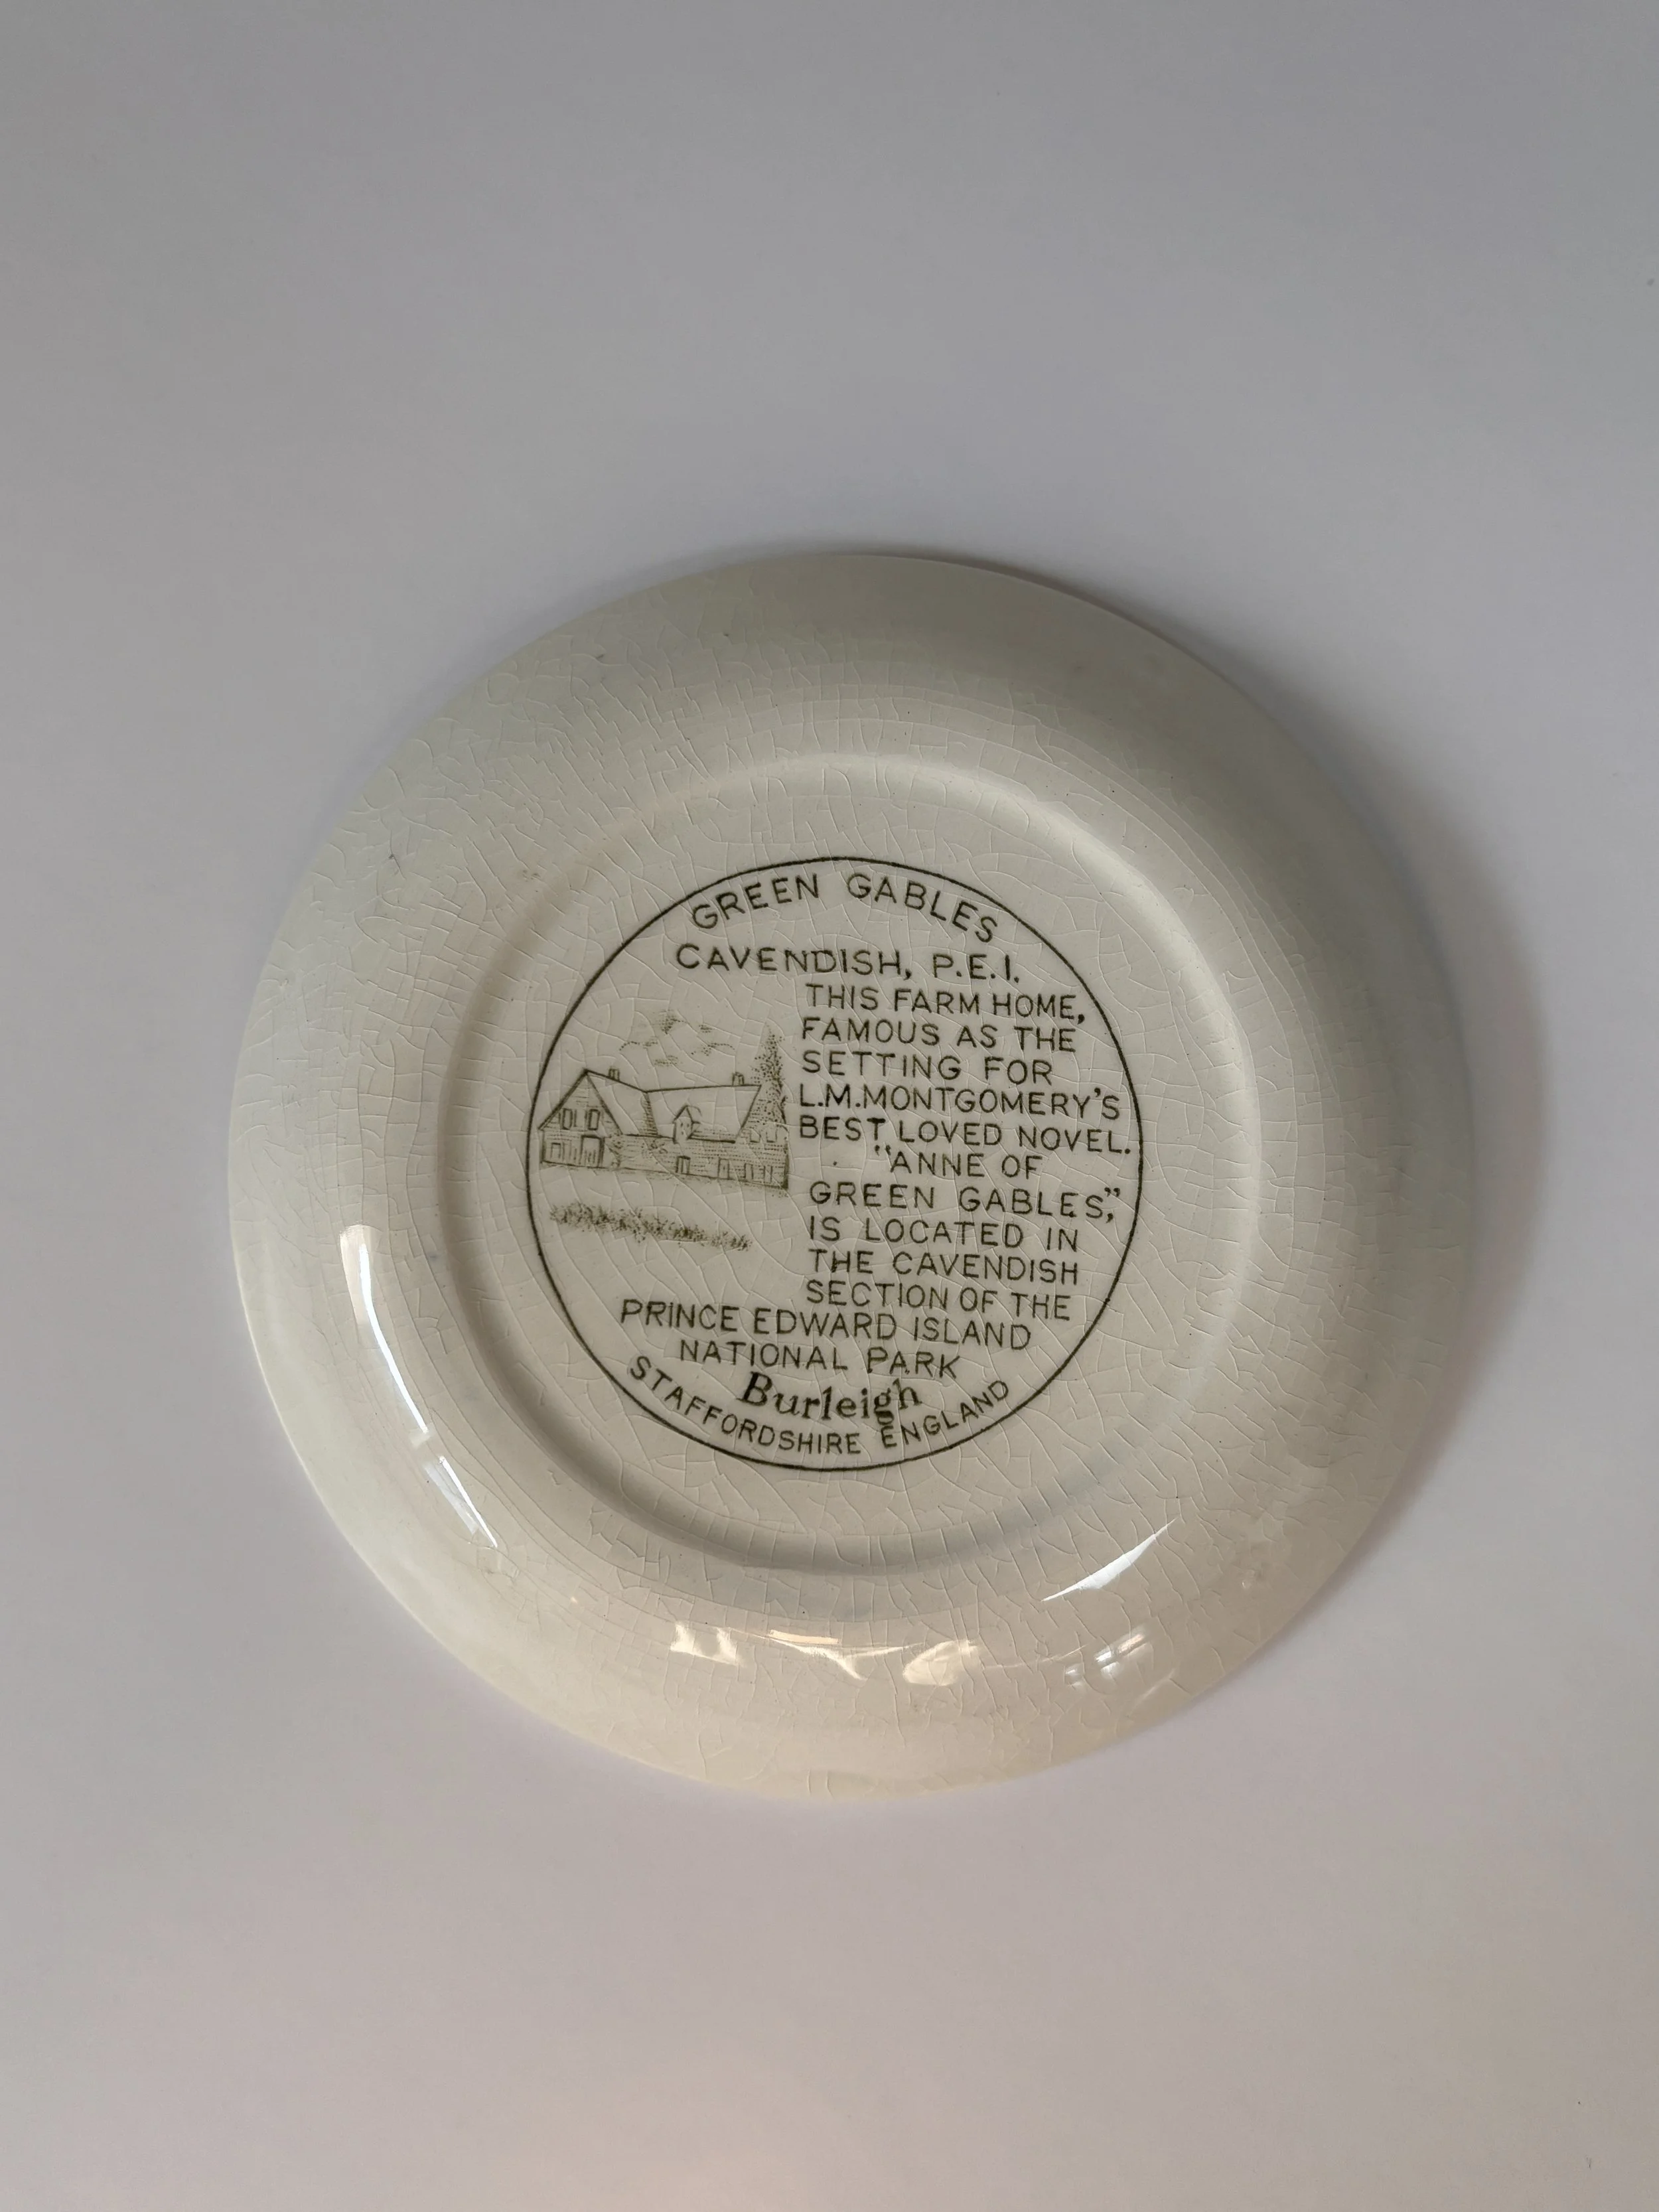 GREEN GABLES
CAVENDISH, P.E.I.
THIS FARM HOME,
FAMOUS AS THE
SETTING FOR
L.M.MONTGOMERY'S
BEST LOVED NOVEL.
"ANNE OF
GREEN GABLES,"
IS LOCATED IN
THE CAVENDISH
SECTION OF THE
PRINCE EDWARD ISLAND
NATIONAL PARK
Burleigh
STAFFORDSHIRE ENGLAND